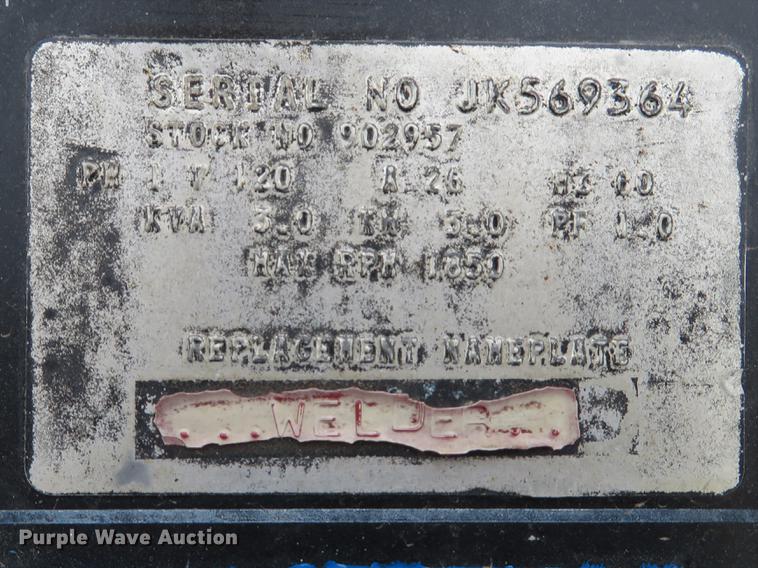 SERIAL NO JK569364
STOCK NO 902957
PH 1 V 120 A 26 HZ 60
KVA 3.0 KW 3.0 PF 1.0
MAX RPM 1850
REPLACEMENT NAMEPLATE
...WELDER...
Purple Wave Auction